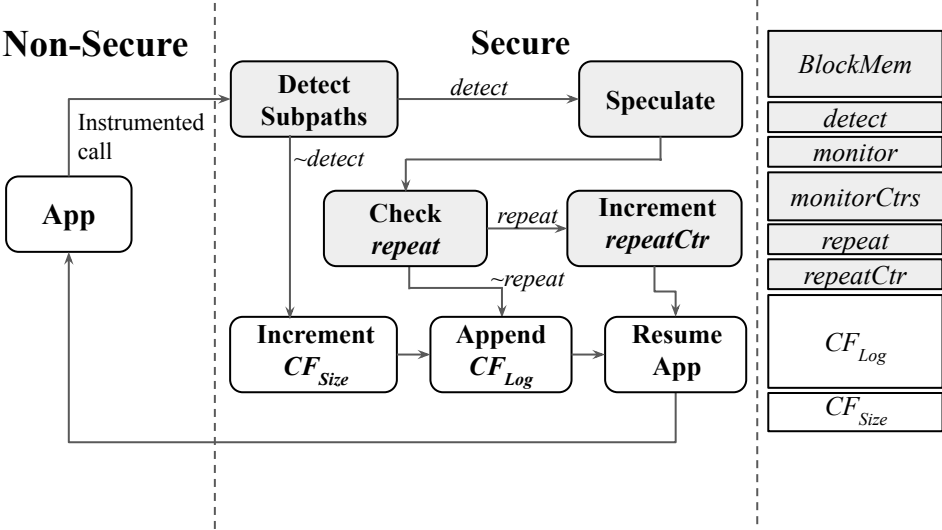 Non-Secure
Secure
Instrumented
call
App
Detect
Subpaths
detect
Speculate
~detect
Check
repeat
repeat
Increment
repeatCtr
~repeat
Increment
CF_Size
Append
CF_Log
Resume
App
BlockMem
detect
monitor
monitorCtrs
repeat
repeatCtr
CF_Log
CF_Size